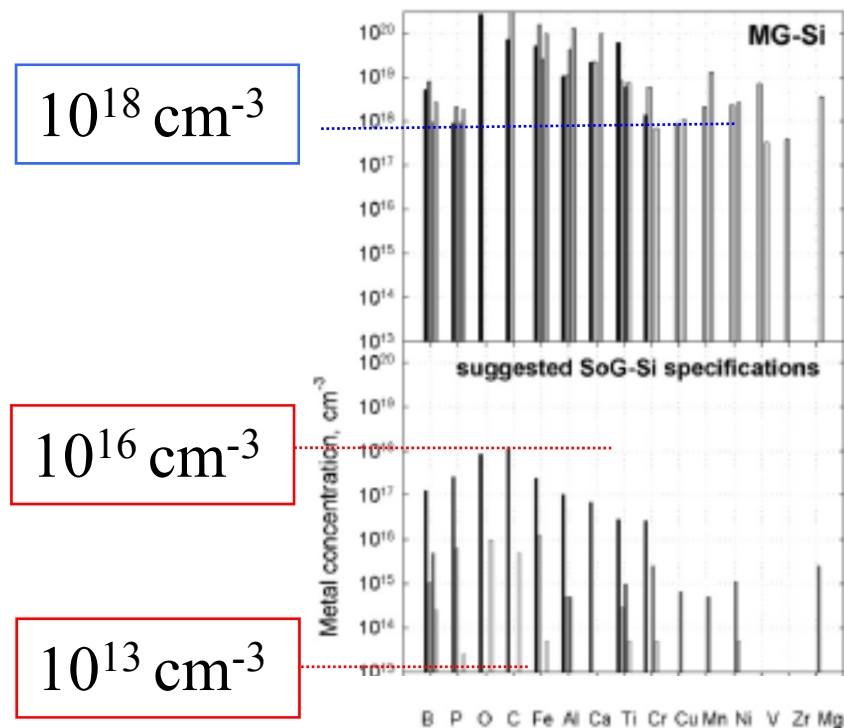 MG-Si
10²⁰
10¹⁹
10¹⁸
10¹⁷
10¹⁶
10¹⁵
10¹⁴
10¹³
10¹⁸ cm⁻³
suggested SoG-Si specifications
Metal concentration, cm⁻³
10²⁰
10¹⁹
10¹⁸
10¹⁷
10¹⁶
10¹⁵
10¹⁴
10¹³
10¹⁶ cm⁻³
10¹³ cm⁻³
B P O C Fe Al Ca Ti Cr Cu Mn Ni V Zr Mg